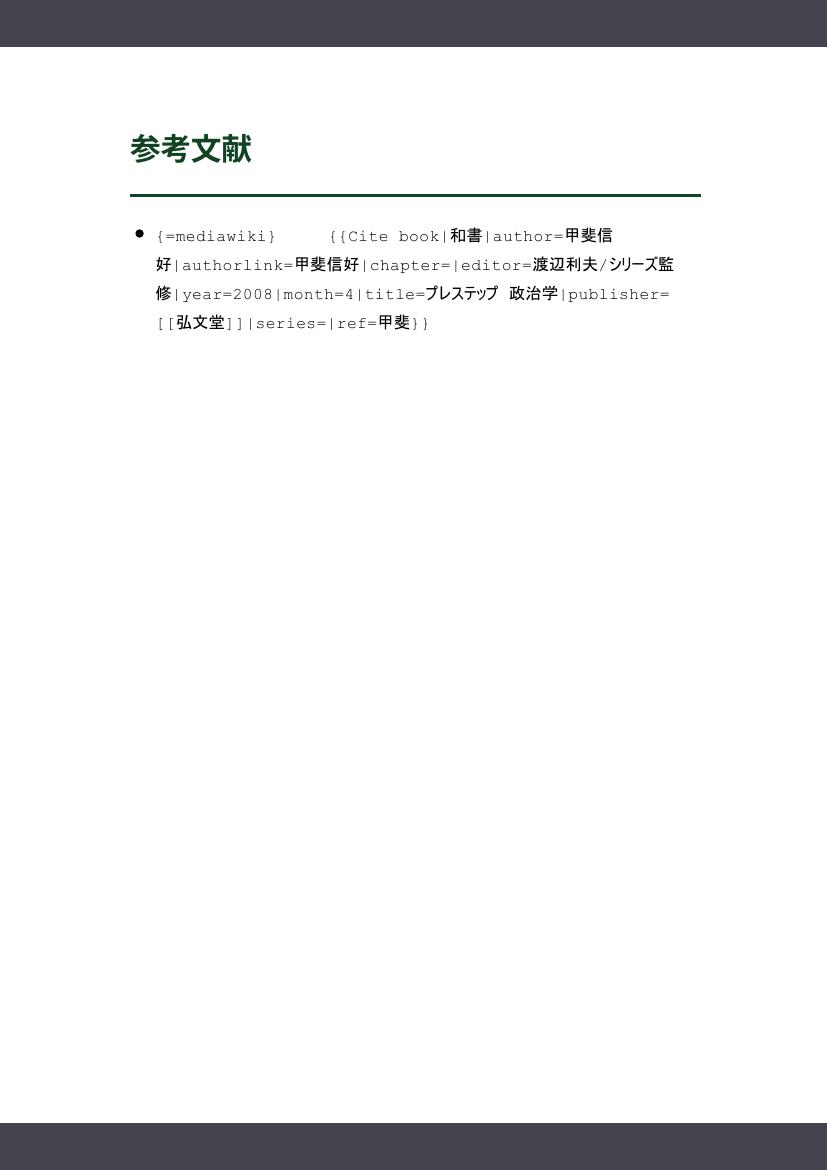 参考文献
{=mediawiki} {{Cite book|和書|author=甲斐信
好|authorlink=甲斐信好|chapter=|editor=渡辺利夫/シリーズ監
修|year=2008|month=4|title=プレステップ 政治学|publisher=
[[弘文堂]]|series=|ref=甲斐}}